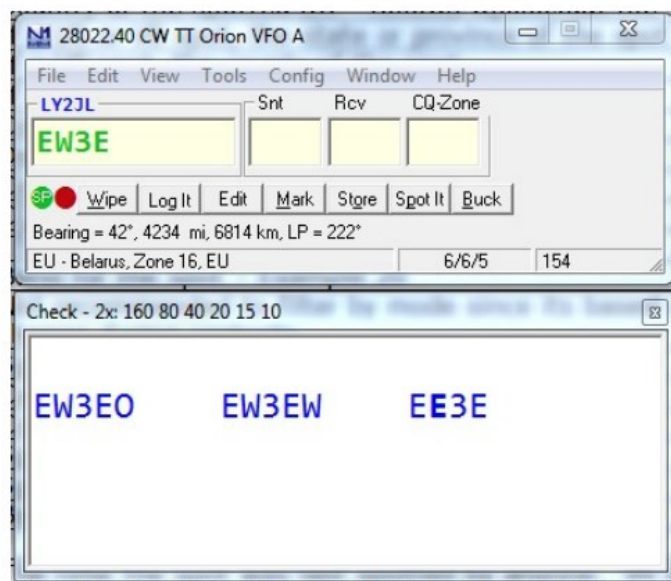 28022.40 CW TT Orion VFO A
File Edit View Tools Config Window Help
LY2JL Snt Rcv CQ-Zone
EW3E
SP Wipe Log It Edit Mark Store Spot It Buck
Bearing = 42°, 4234 mi, 6814 km, LP = 222°
EU - Belarus, Zone 16, EU 6/6/5 154
Check - 2x: 160 80 40 20 15 10
EW3EO EW3EW EE3E